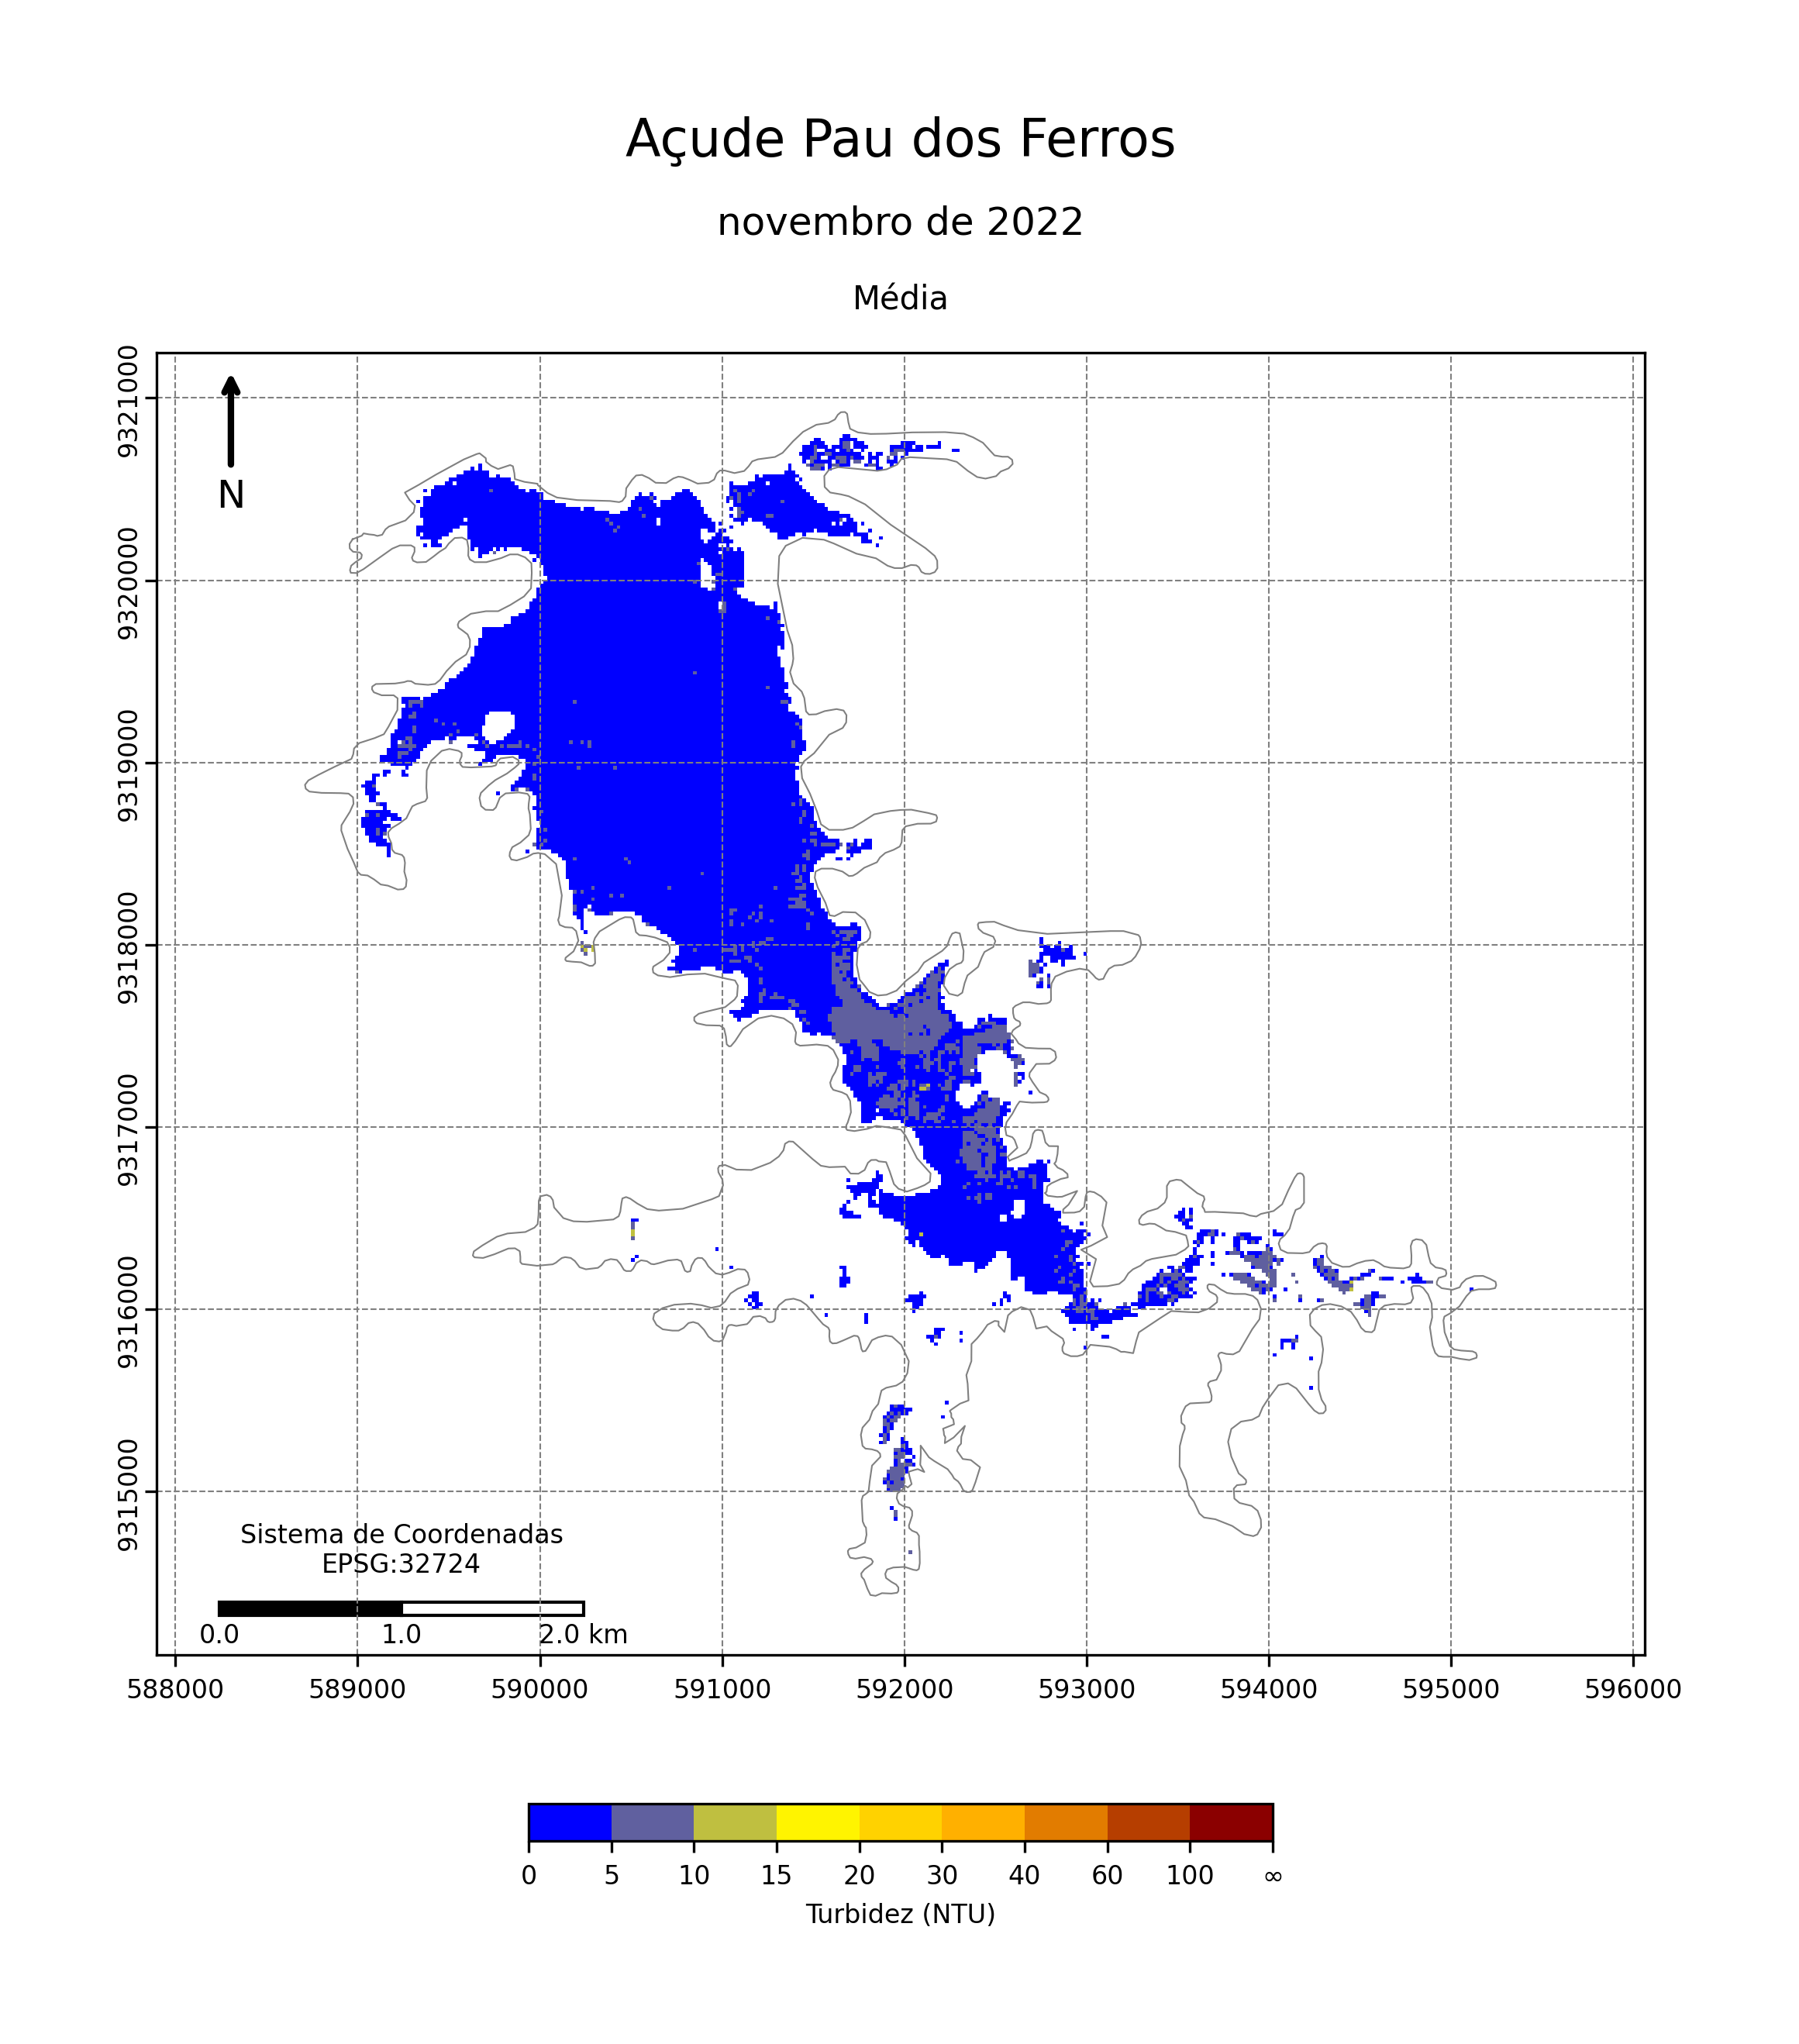 Açude Pau dos Ferros
novembro de 2022
Média
9321000
9320000
9319000
9318000
9317000
9316000
9315000
N
Sistema de Coordenadas
EPSG:32724
0.0 1.0 2.0 km
588000 589000 590000 591000 592000 593000 594000 595000 596000
0 5 10 15 20 30 40 60 100 ∞
Turbidez (NTU)